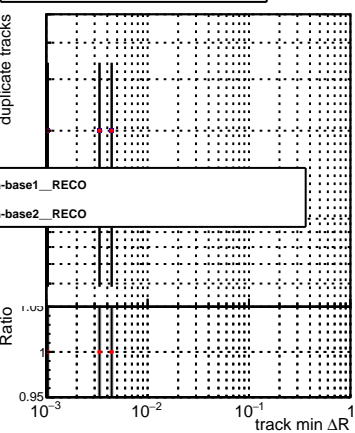 duplicate tracks
-base1__RECO
-base2__RECO
1.05
Ratio
1
0.95
10⁻³
10⁻²
10⁻¹
1
track min ΔR